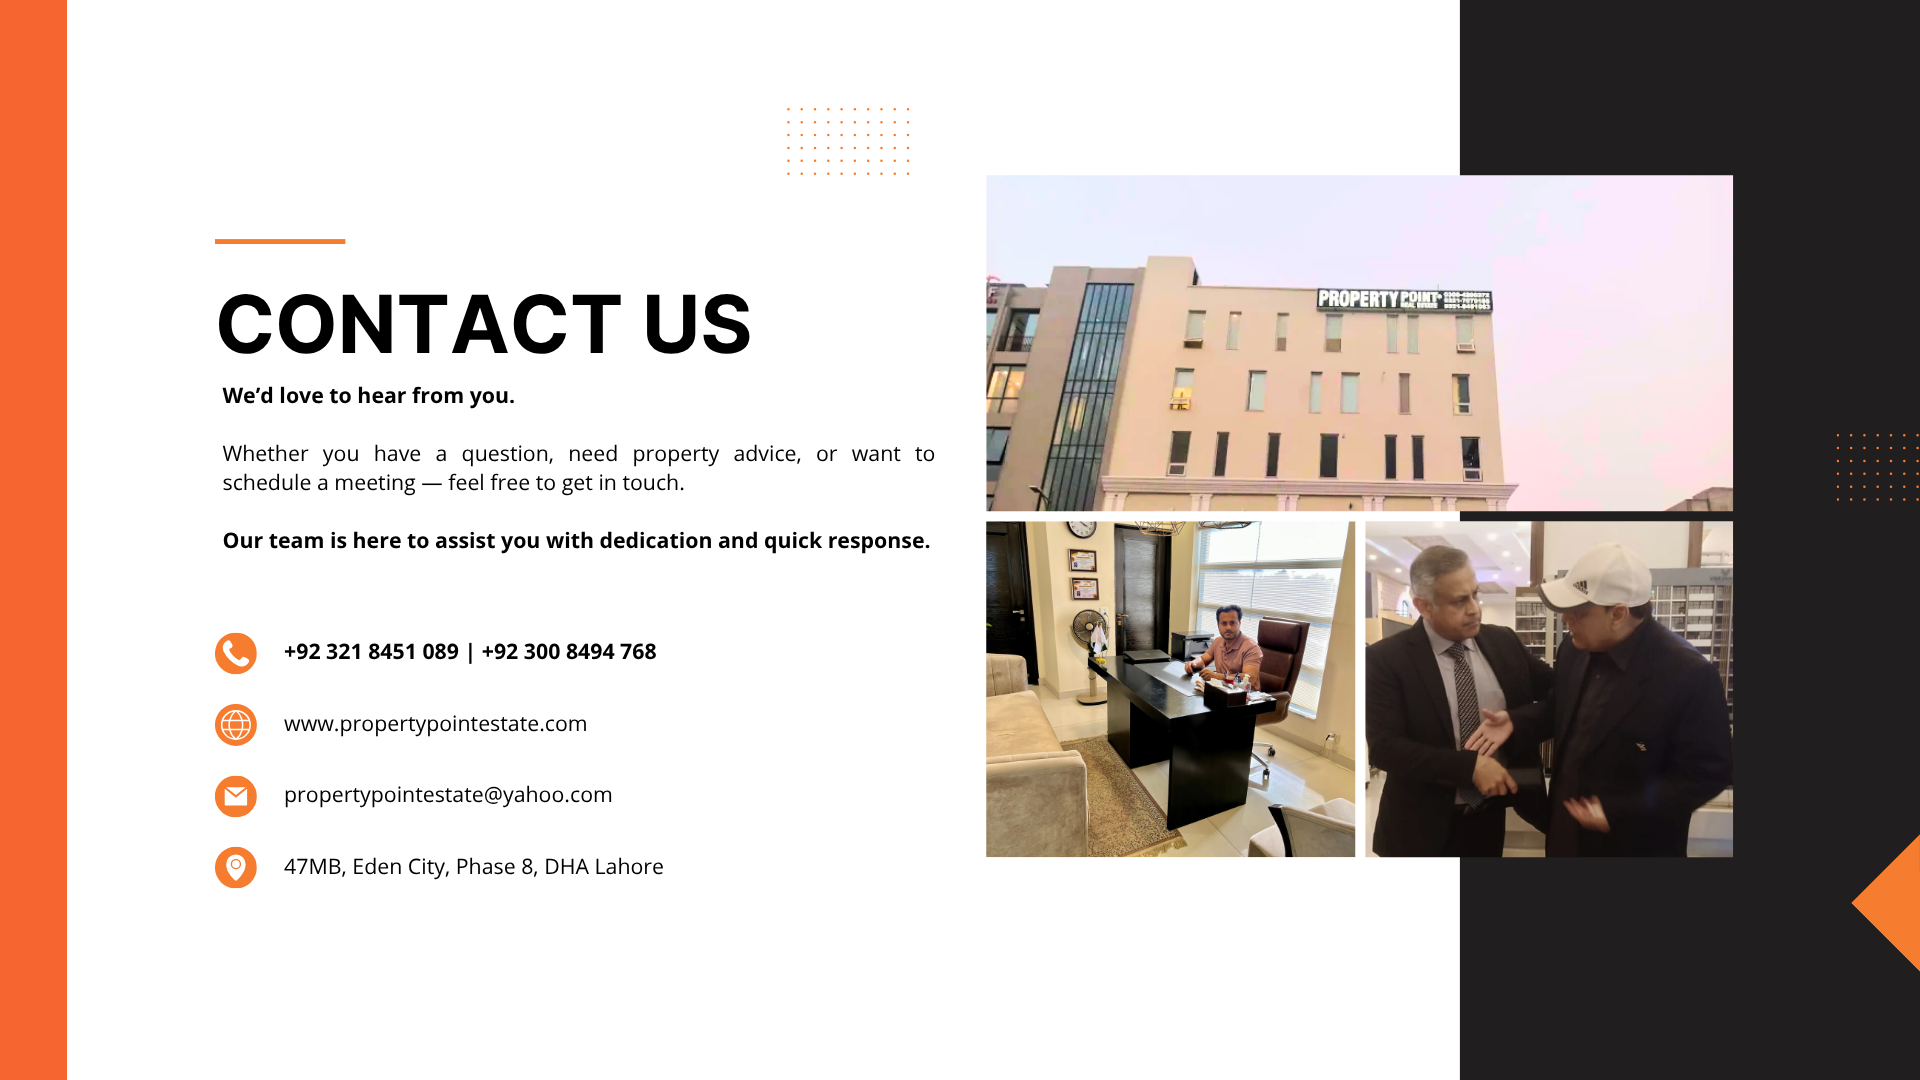 CONTACT US
We’d love to hear from you.
Whether you have a question, need property advice, or want to
schedule a meeting — feel free to get in touch.
Our team is here to assist you with dedication and quick response.
+92 321 8451 089 | +92 300 8494 768
www.propertypointestate.com
propertypointestate@yahoo.com
47MB, Eden City, Phase 8, DHA Lahore
PROPERTY POINT